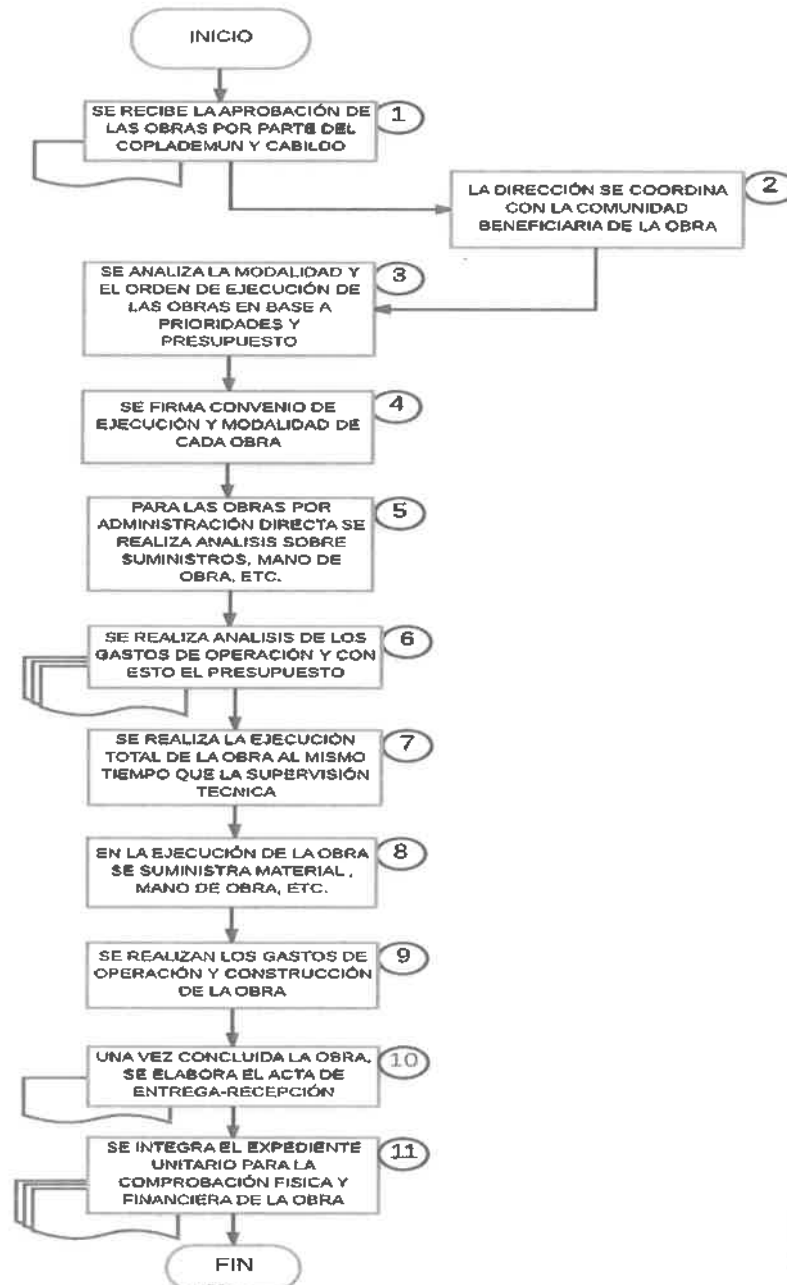 INICIO
SE RECIBE LA APROBACIÓN DE
LAS OBRAS POR PARTE DEL
COPLADEMUN Y CABILDO
1
LA DIRECCIÓN SE COORDINA
CON LA COMUNIDAD
BENEFICIARIA DE LA OBRA
2
SE ANALIZA LA MODALIDAD Y
EL ORDEN DE EJECUCIÓN DE
LAS OBRAS EN BASE A
PRIORIDADES Y
PRESUPUESTO
3
SE FIRMA CONVENIO DE
EJECUCIÓN Y MODALIDAD DE
CADA OBRA
4
PARA LAS OBRAS POR
ADMINISTRACIÓN DIRECTA SE
REALIZA ANALISIS SOBRE
SUMINISTROS, MANO DE
OBRA, ETC.
5
SE REALIZA ANALISIS DE LOS
GASTOS DE OPERACIÓN Y CON
ESTO EL PRESUPUESTO
6
SE REALIZA LA EJECUCIÓN
TOTAL DE LA OBRA AL MISMO
TIEMPO QUE LA SUPERVISIÓN
TECNICA
7
EN LA EJECUCIÓN DE LA OBRA
SE SUMINISTRA MATERIAL ,
MANO DE OBRA, ETC.
8
SE REALIZAN LOS GASTOS DE
OPERACIÓN Y CONSTRUCCIÓN
DE LA OBRA
9
UNA VEZ CONCLUIDA LA OBRA,
SE ELABORA EL ACTA DE
ENTREGA-RECEPCIÓN
10
SE INTEGRA EL EXPEDIENTE
UNITARIO PARA LA
COMPROBACIÓN FISICA Y
FINANCIERA DE LA OBRA
11
FIN